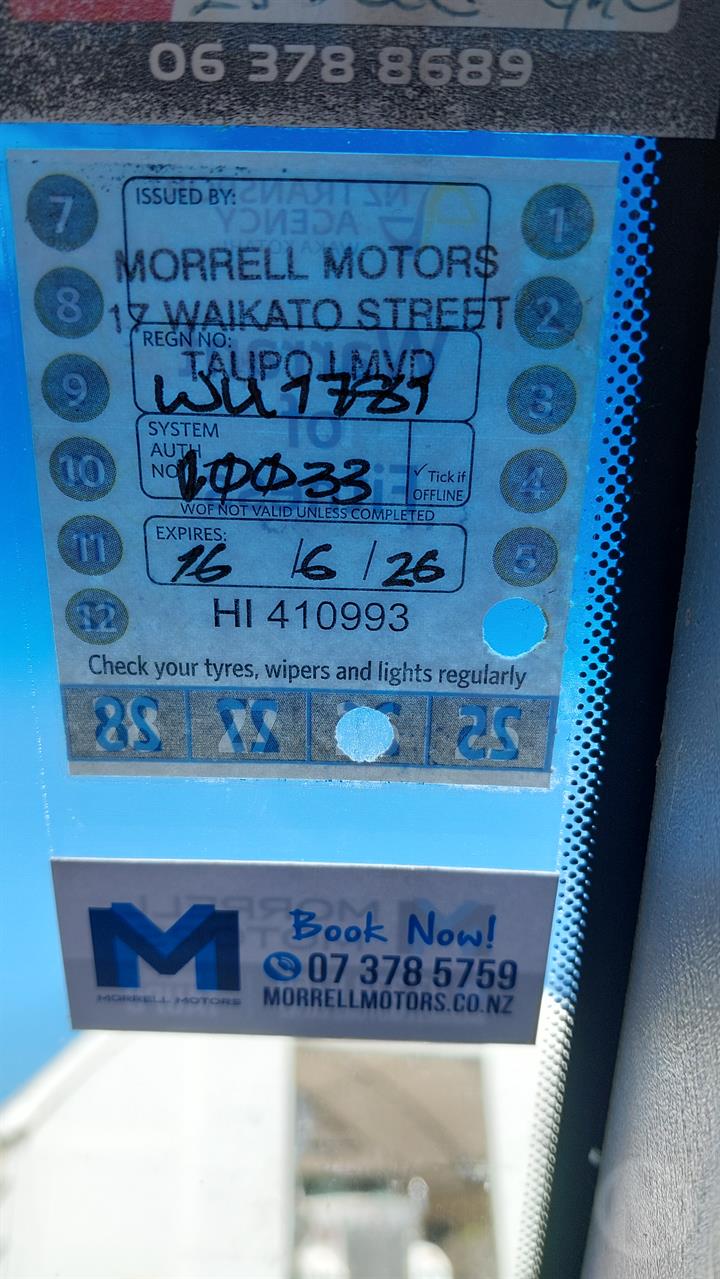 06 378 8689
ISSUED BY:
MORRELL MOTORS
17 WAIKATO STREET
REGN NO:
TAUPO LMVD
SYSTEM
AUTH
NO
✓ Tick if
OFFLINE
WOF NOT VALID UNLESS COMPLETED
EXPIRES:
16 / 6 / 26
HI 410993
Check your tyres, wipers and lights regularly
7
8
9
10
11
12
1
2
3
4
5
28 27 25
MORRELL MOTORS
Book Now!
07 378 5759
MORRELLMOTORS.CO.NZ